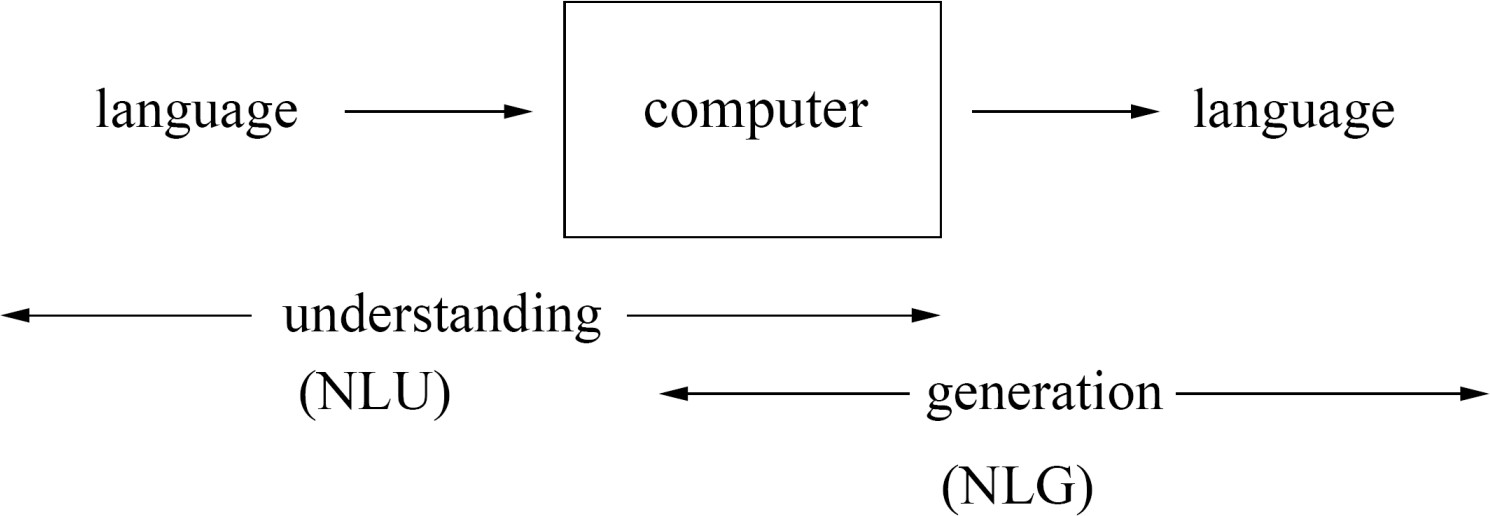 language computer language
understanding
(NLU)
generation
(NLG)